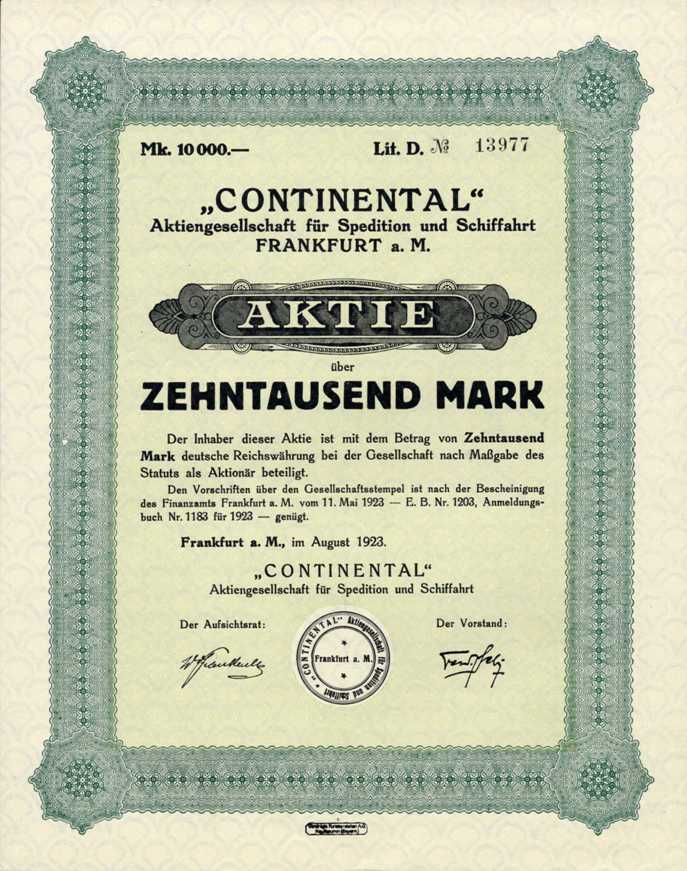 Mk. 10 000.— Lit. D. № 13977
„CONTINENTAL“
Aktiengesellschaft für Spedition und Schiffahrt
FRANKFURT a. M.
AKTIE
über
ZEHNTAUSEND MARK
Der Inhaber dieser Aktie ist mit dem Betrag von Zehntausend
Mark deutsche Reichswährung bei der Gesellschaft nach Maßgabe des
Statuts als Aktionär beteiligt.
Den Vorschriften über den Gesellschaftsstempel ist nach der Bescheinigung
des Finanzamts Frankfurt a. M. vom 11. Mai 1923 — E. B. Nr. 1203, Anmeldungs-
buch Nr. 1183 für 1923 — genügt.
Frankfurt a. M., im August 1923.
„CONTINENTAL“
Aktiengesellschaft für Spedition und Schiffahrt
Der Aufsichtsrat: Der Vorstand:
„CONTINENTAL“ Aktiengesellschaft für Spedition und Schiffahrt
Frankfurt a. M.